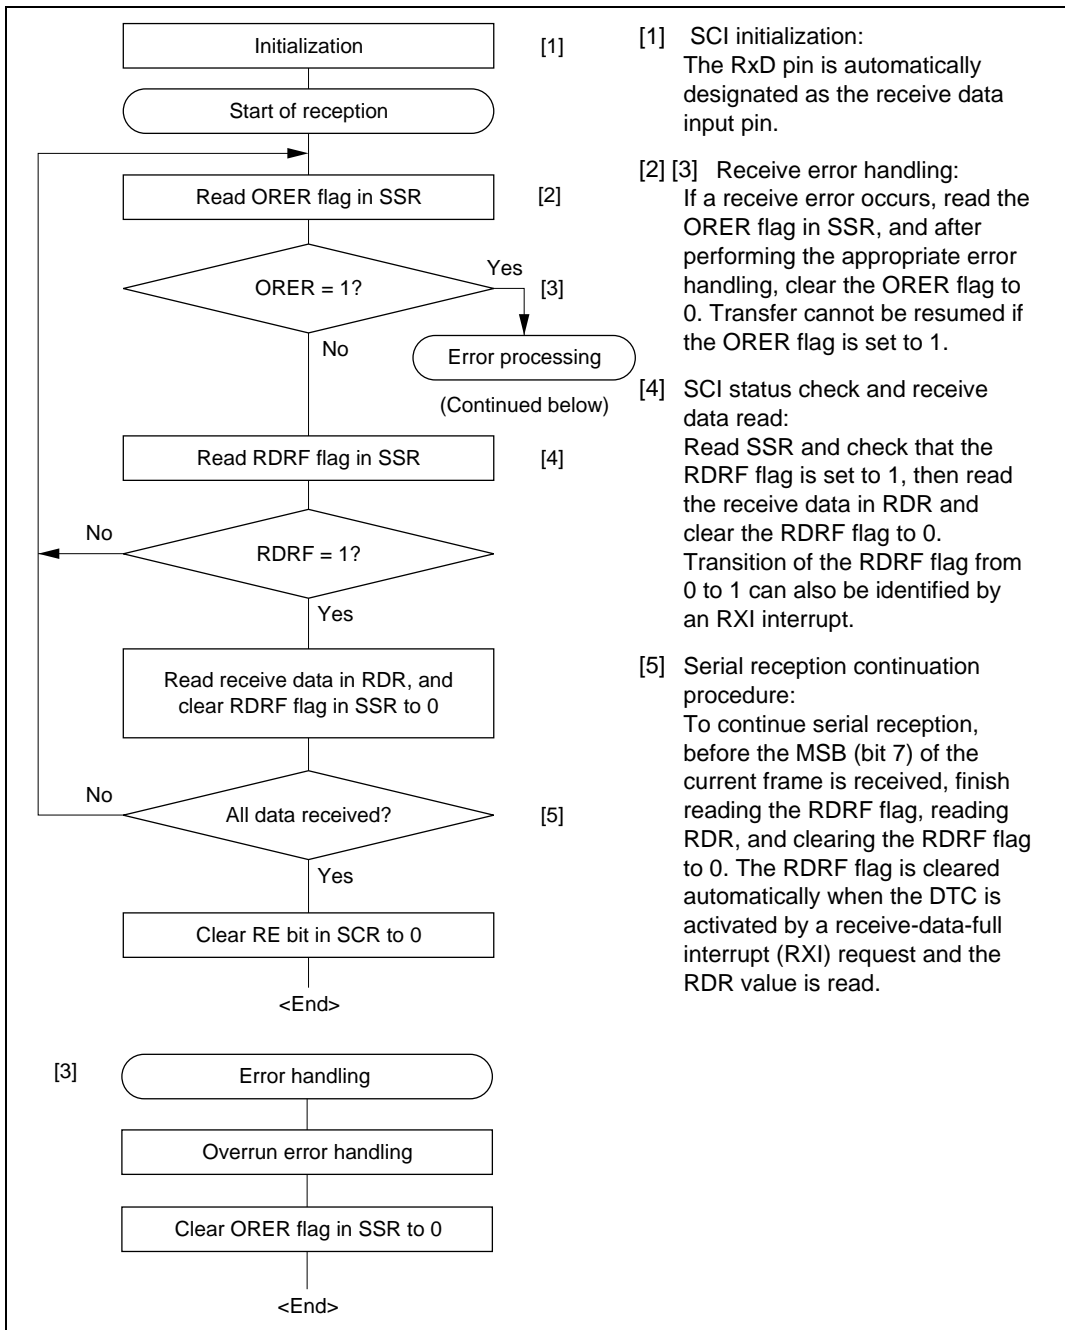 Initialization
[1]
Start of reception
Read ORER flag in SSR
[2]
ORER = 1?
Yes
[3]
No
Error processing
(Continued below)
Read RDRF flag in SSR
[4]
No
RDRF = 1?
Yes
Read receive data in RDR, and
clear RDRF flag in SSR to 0
No
All data received?
[5]
Yes
Clear RE bit in SCR to 0
<End>
[3]
Error handling
Overrun error handling
Clear ORER flag in SSR to 0
<End>
[1] SCI initialization:
The RxD pin is automatically
designated as the receive data
input pin.
[2] [3] Receive error handling:
If a receive error occurs, read the
ORER flag in SSR, and after
performing the appropriate error
handling, clear the ORER flag to
0. Transfer cannot be resumed if
the ORER flag is set to 1.
[4] SCI status check and receive
data read:
Read SSR and check that the
RDRF flag is set to 1, then read
the receive data in RDR and
clear the RDRF flag to 0.
Transition of the RDRF flag from
0 to 1 can also be identified by
an RXI interrupt.
[5] Serial reception continuation
procedure:
To continue serial reception,
before the MSB (bit 7) of the
current frame is received, finish
reading the RDRF flag, reading
RDR, and clearing the RDRF flag
to 0. The RDRF flag is cleared
automatically when the DTC is
activated by a receive-data-full
interrupt (RXI) request and the
RDR value is read.